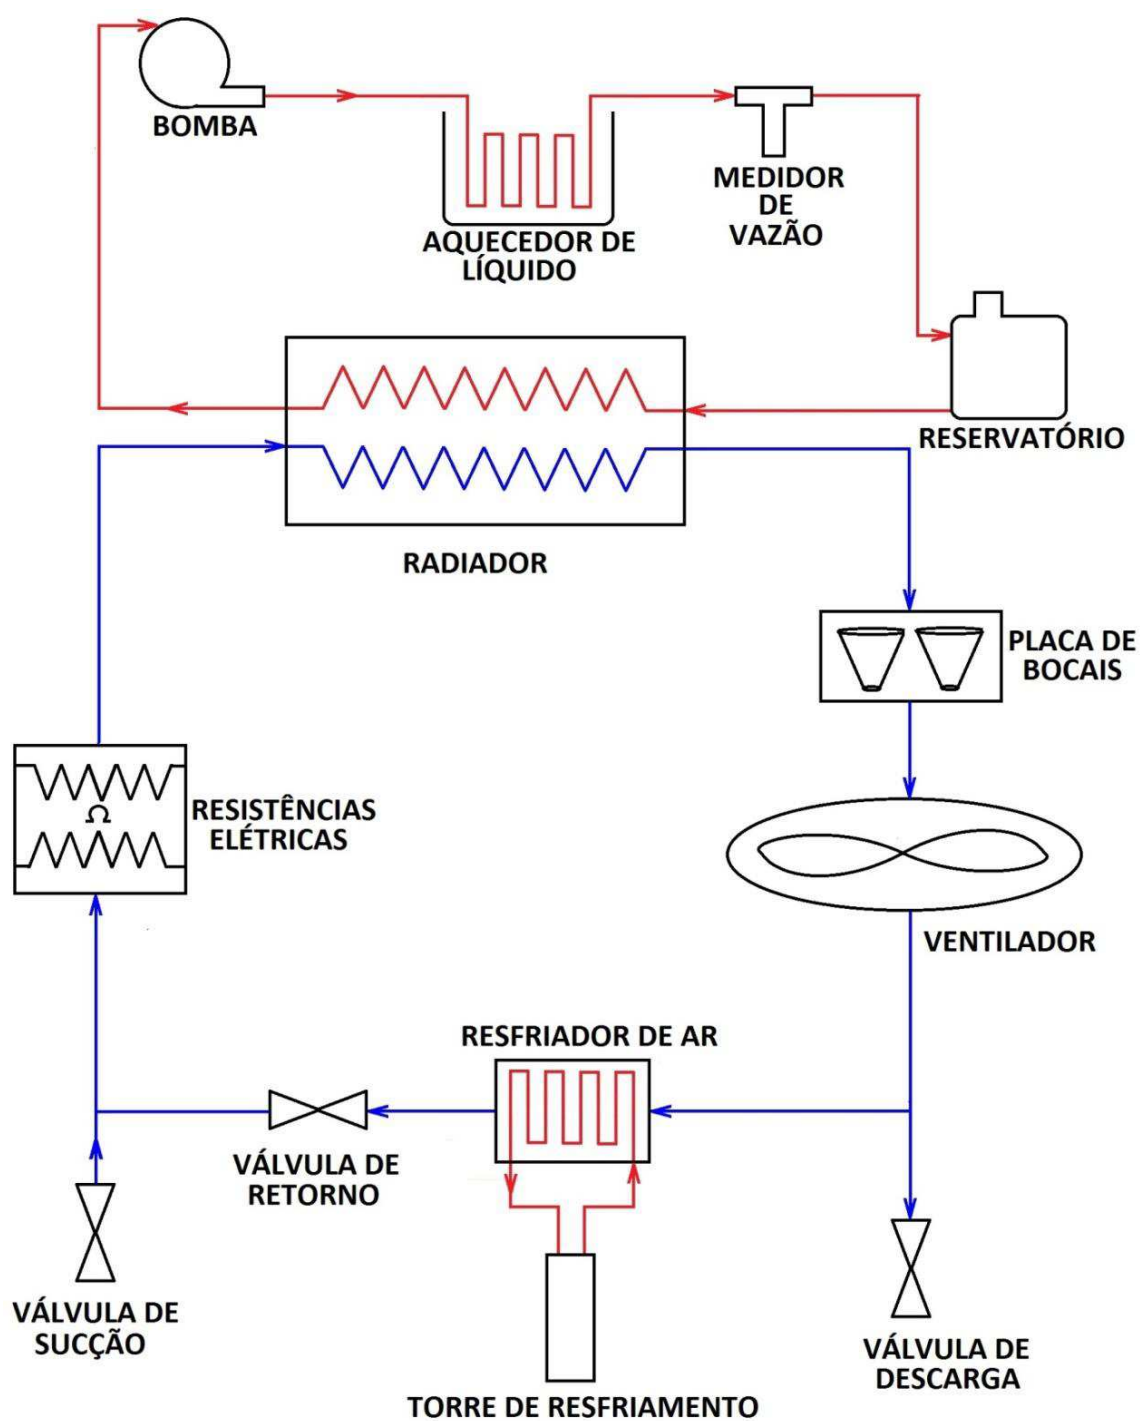 BOMBA
AQUECEDOR DE
LÍQUIDO
MEDIDOR
DE
VAZÃO
RESERVATÓRIO
RADIADOR
PLACA DE
BOCAIS
Ω
RESISTÊNCIAS
ELÉTRICAS
VENTILADOR
RESFRIADOR DE AR
VÁLVULA DE
RETORNO
VÁLVULA DE
SUCÇÃO
VÁLVULA DE
DESCARGA
TORRE DE RESFRIAMENTO